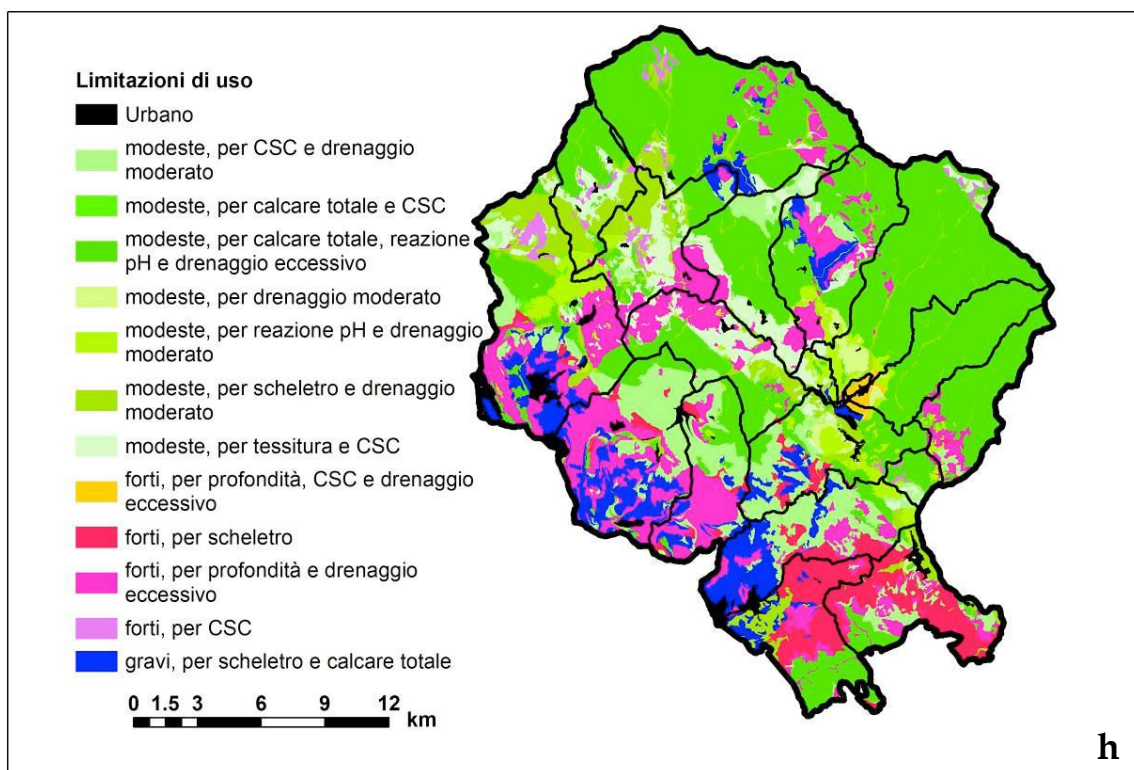 Limitazioni di uso
Urbano
modeste, per CSC e drenaggio
moderato
modeste, per calcare totale e CSC
modeste, per calcare totale, reazione
pH e drenaggio eccessivo
modeste, per drenaggio moderato
modeste, per reazione pH e drenaggio
moderato
modeste, per scheletro e drenaggio
moderato
modeste, per tessitura e CSC
forti, per profondità, CSC e drenaggio
eccessivo
forti, per scheletro
forti, per profondità e drenaggio
eccessivo
forti, per CSC
gravi, per scheletro e calcare totale
0 1.5 3 6 9 12
km
h